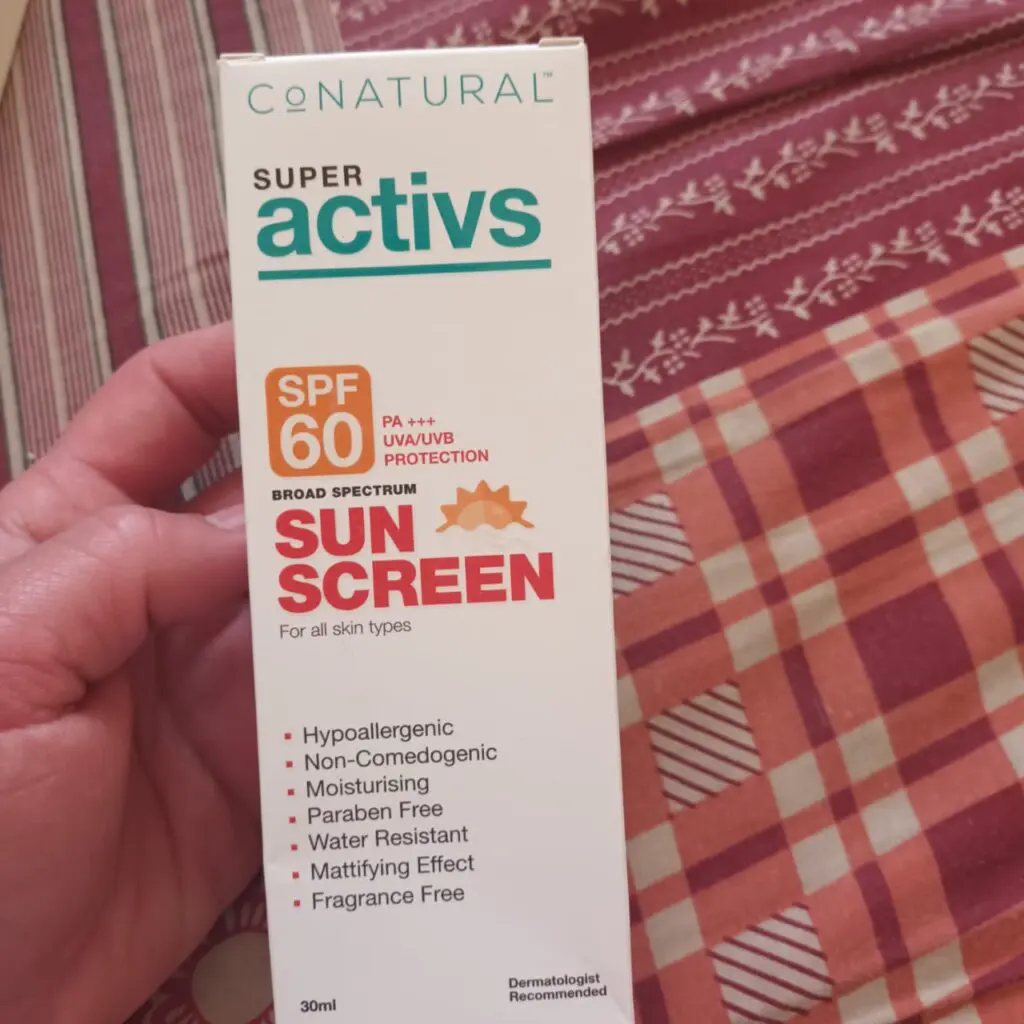 CoNATURAL™
SUPER
activs
SPF
60
PA +++
UVA/UVB
PROTECTION
BROAD SPECTRUM
SUN
SCREEN
For all skin types
▪ Hypoallergenic
▪ Non-Comedogenic
▪ Moisturising
▪ Paraben Free
▪ Water Resistant
▪ Mattifying Effect
▪ Fragrance Free
30ml
Dermatologist
Recommended